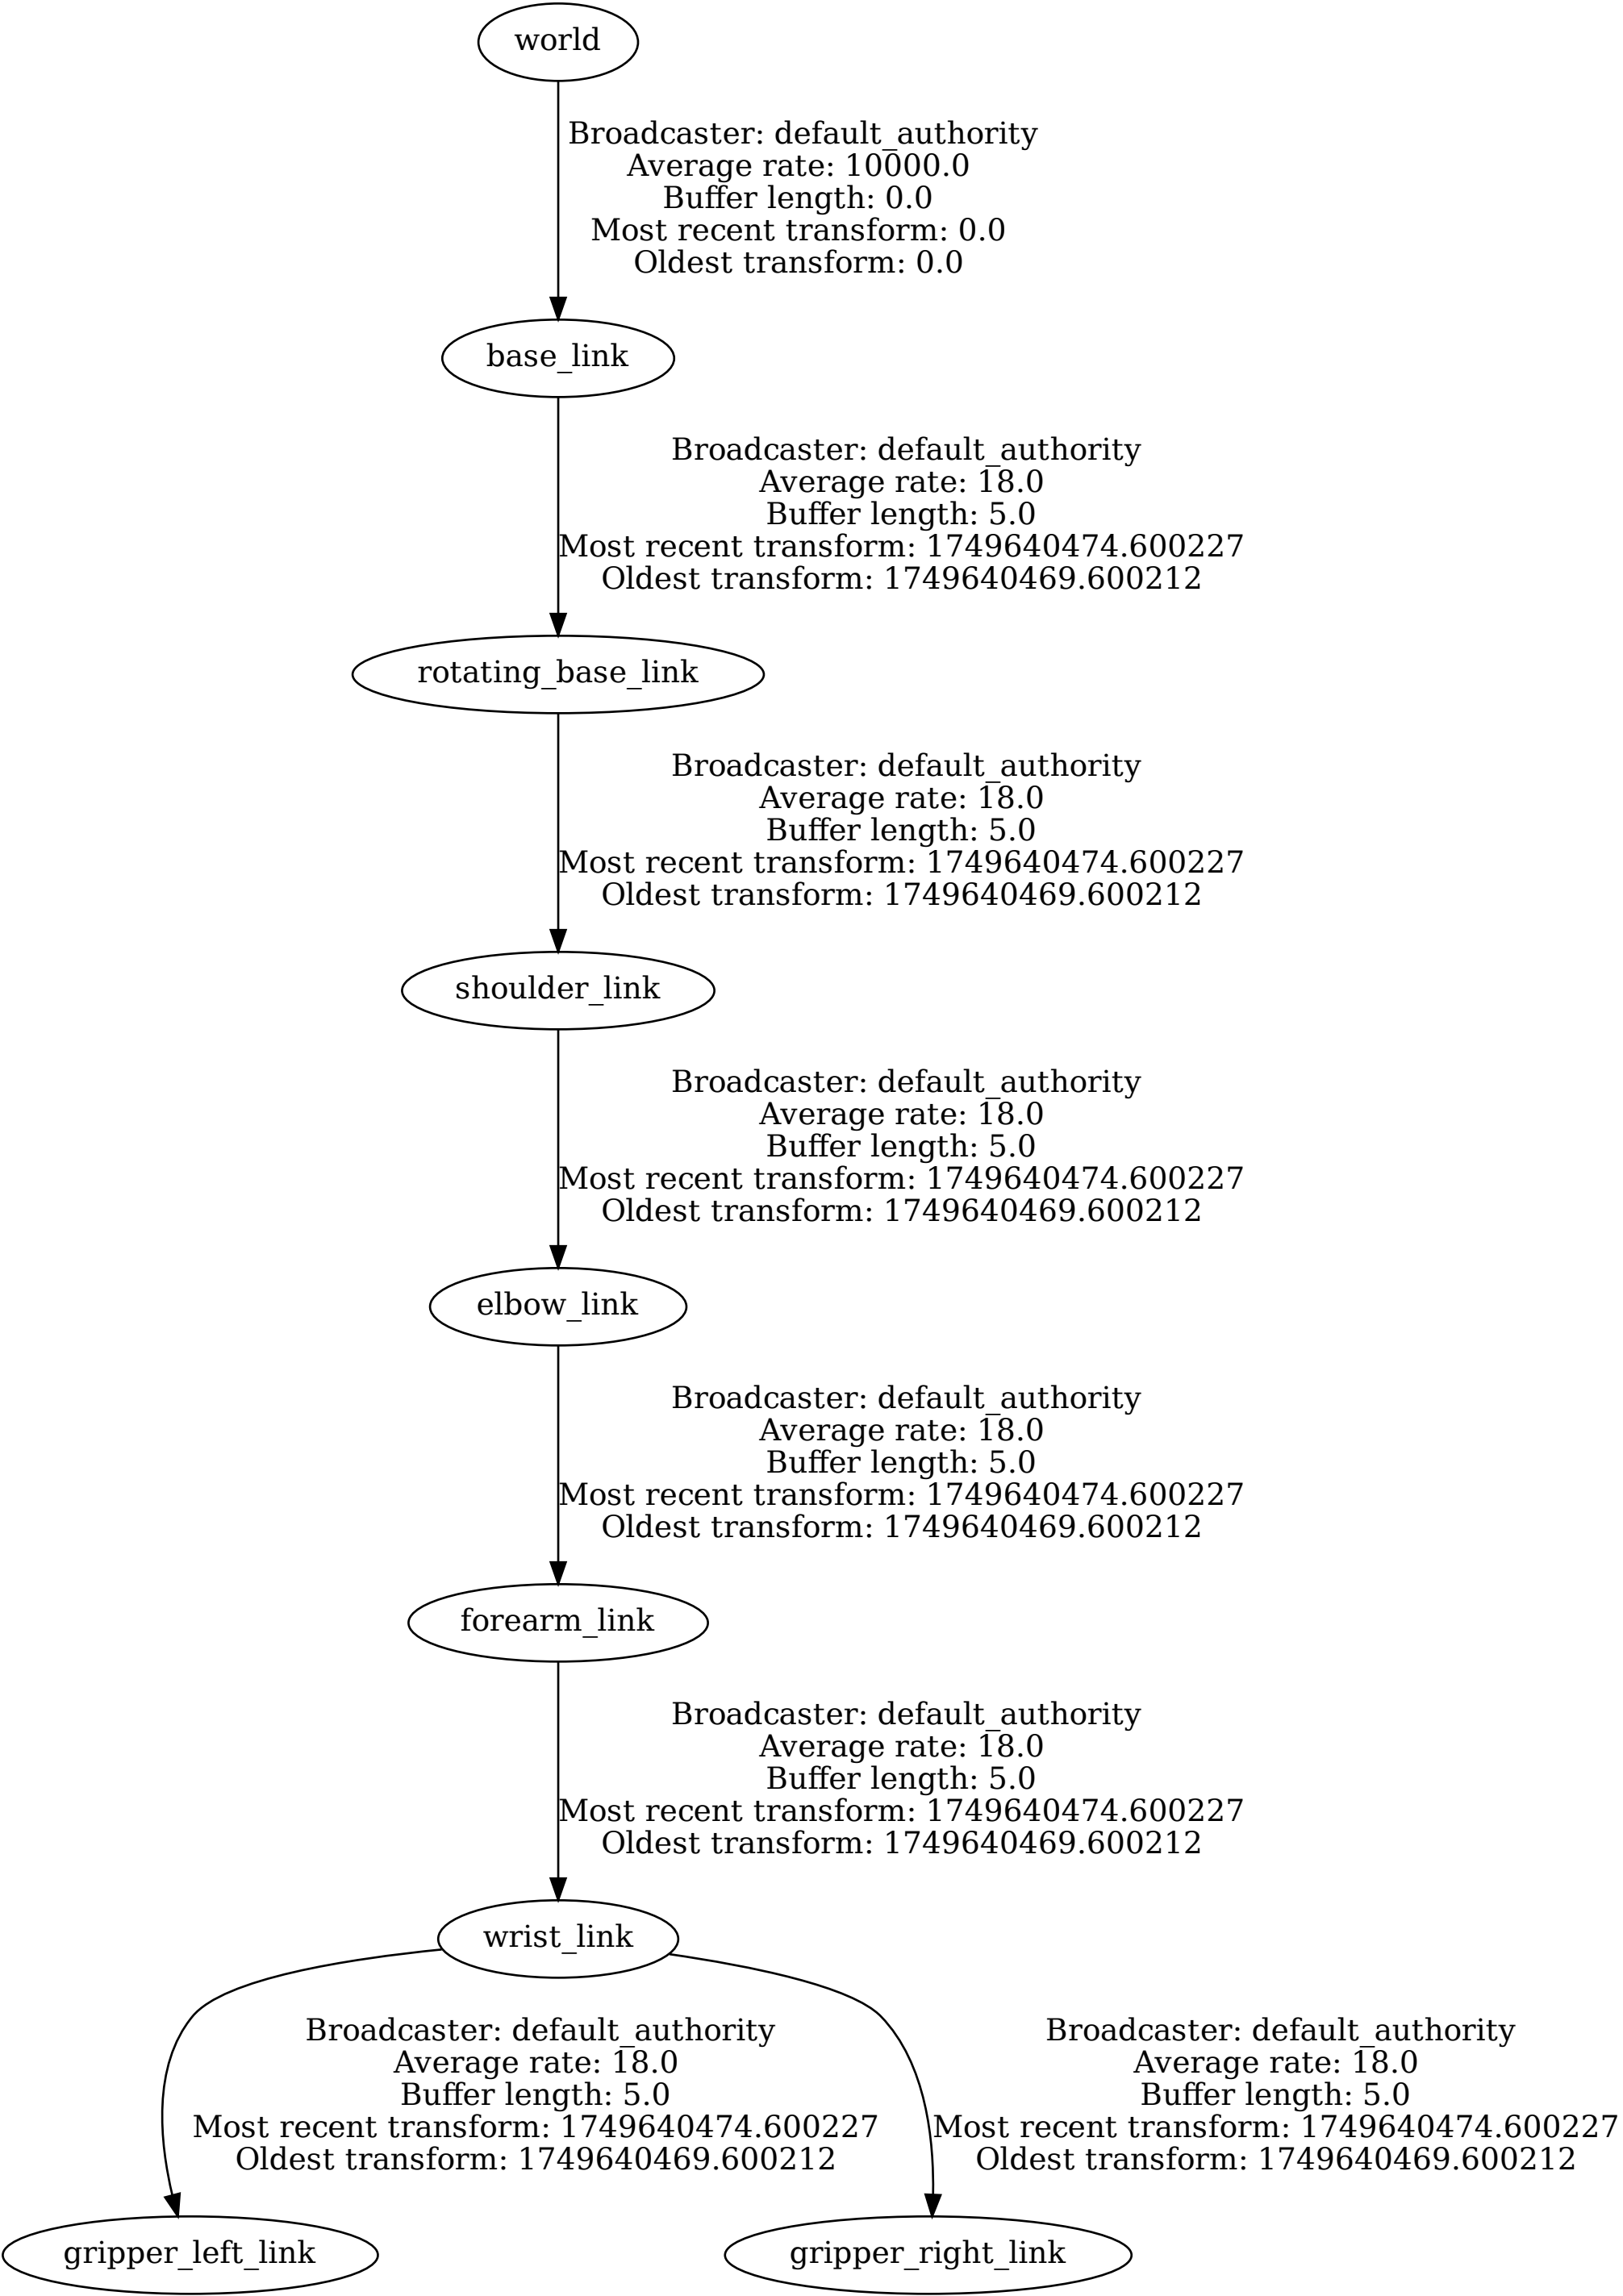 world
Broadcaster: default_authority
Average rate: 10000.0
Buffer length: 0.0
Most recent transform: 0.0
Oldest transform: 0.0
base_link
Broadcaster: default_authority
Average rate: 18.0
Buffer length: 5.0
Most recent transform: 1749640474.600227
Oldest transform: 1749640469.600212
rotating_base_link
Broadcaster: default_authority
Average rate: 18.0
Buffer length: 5.0
Most recent transform: 1749640474.600227
Oldest transform: 1749640469.600212
shoulder_link
Broadcaster: default_authority
Average rate: 18.0
Buffer length: 5.0
Most recent transform: 1749640474.600227
Oldest transform: 1749640469.600212
elbow_link
Broadcaster: default_authority
Average rate: 18.0
Buffer length: 5.0
Most recent transform: 1749640474.600227
Oldest transform: 1749640469.600212
forearm_link
Broadcaster: default_authority
Average rate: 18.0
Buffer length: 5.0
Most recent transform: 1749640474.600227
Oldest transform: 1749640469.600212
wrist_link
Broadcaster: default_authority
Average rate: 18.0
Buffer length: 5.0
Most recent transform: 1749640474.600227
Oldest transform: 1749640469.600212
Broadcaster: default_authority
Average rate: 18.0
Buffer length: 5.0
Most recent transform: 1749640474.600227
Oldest transform: 1749640469.600212
gripper_left_link
gripper_right_link